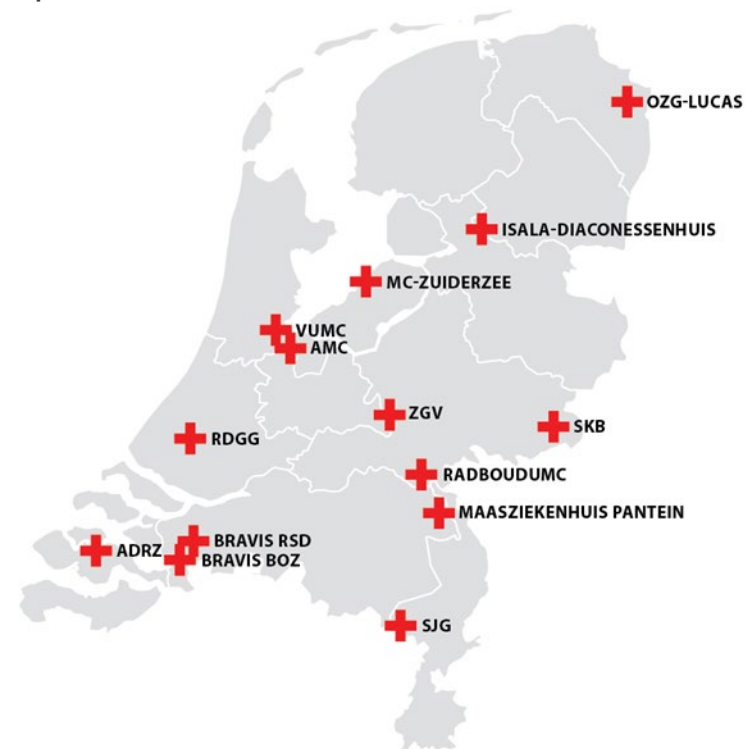 OZG-LUCAS
ISALA-DIACONESSENHUIS
MC-ZUIDERZEE
VUMC
AMC
ZGV
SKB
RDGG
RADBOUDUMC
MAASZIEKENHUIS PANTEIN
BRAVIS RSD
ADRZ
BRAVIS BOZ
SJG